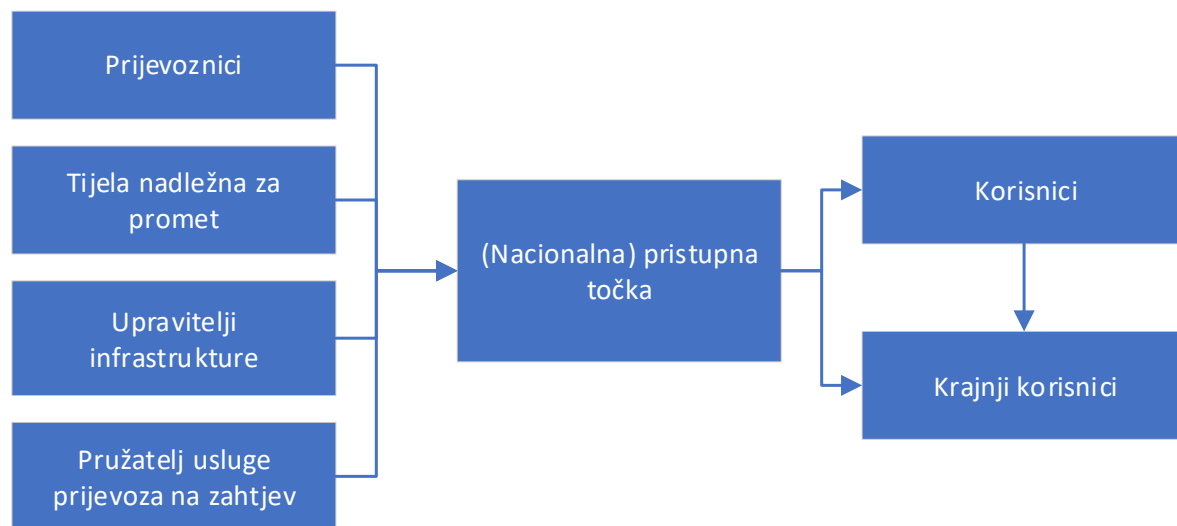 Prijevoznici
Tijela nadležna za
promet
Upravitelji
infrastrukture
Pružatelj usluge
prijevoza na zahtjev
(Nacionalna) pristupna
točka
Korisnici
Krajnji korisnici